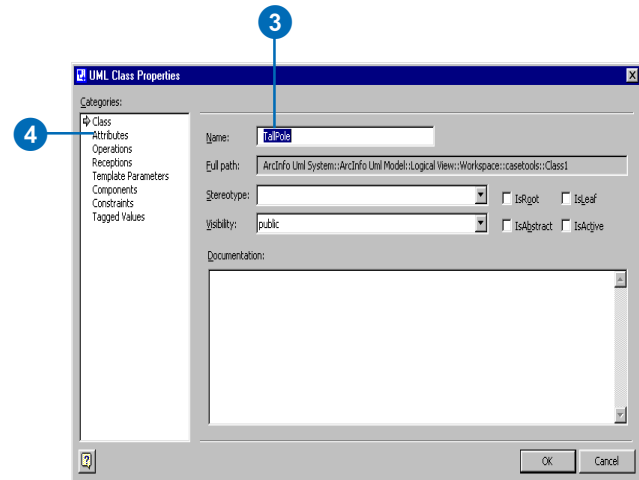 3
UML Class Properties
Categories:
Class
Attributes
Operations
Receptions
Template Parameters
Components
Constraints
Tagged Values
4
Name: TallPole
Full path: ArcInfo Uml System::ArcInfo Uml Model::Logical View::Workspace::casetools::Class1
Stereotype: IsRoot IsLeaf
Visibility: public IsAbstract IsActive
Documentation:
?
OK Cancel